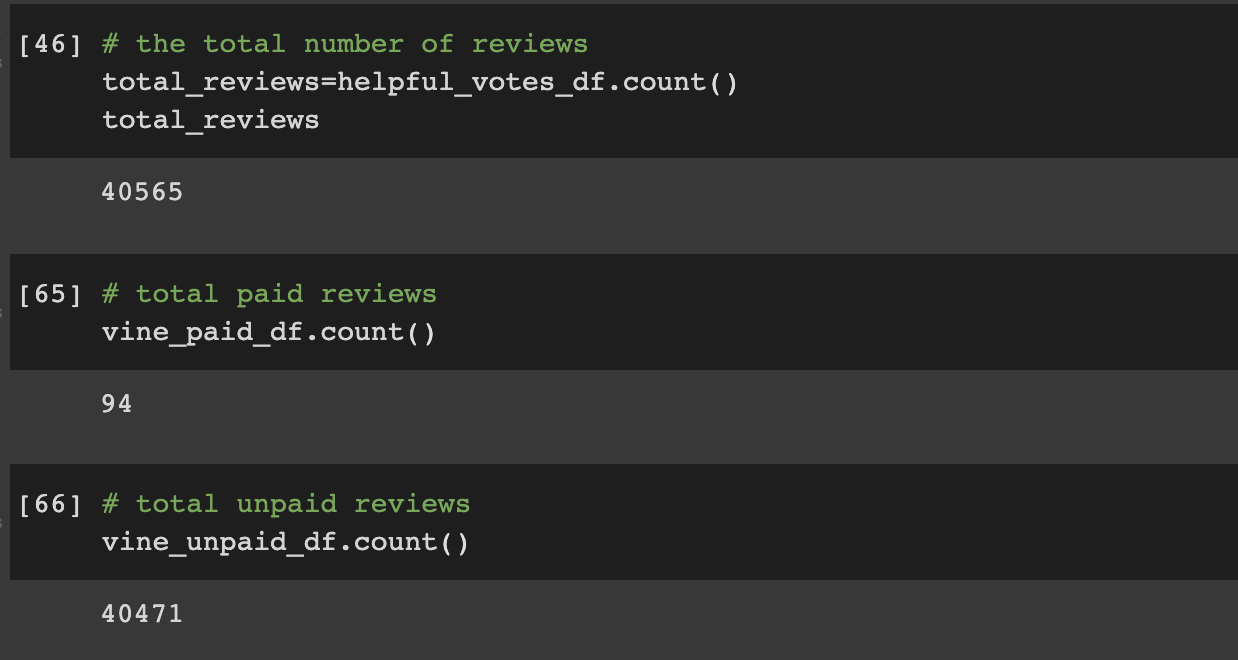 [46] # the total number of reviews
total_reviews=helpful_votes_df.count()
total_reviews
40565
[65] # total paid reviews
vine_paid_df.count()
94
[66] # total unpaid reviews
vine_unpaid_df.count()
40471